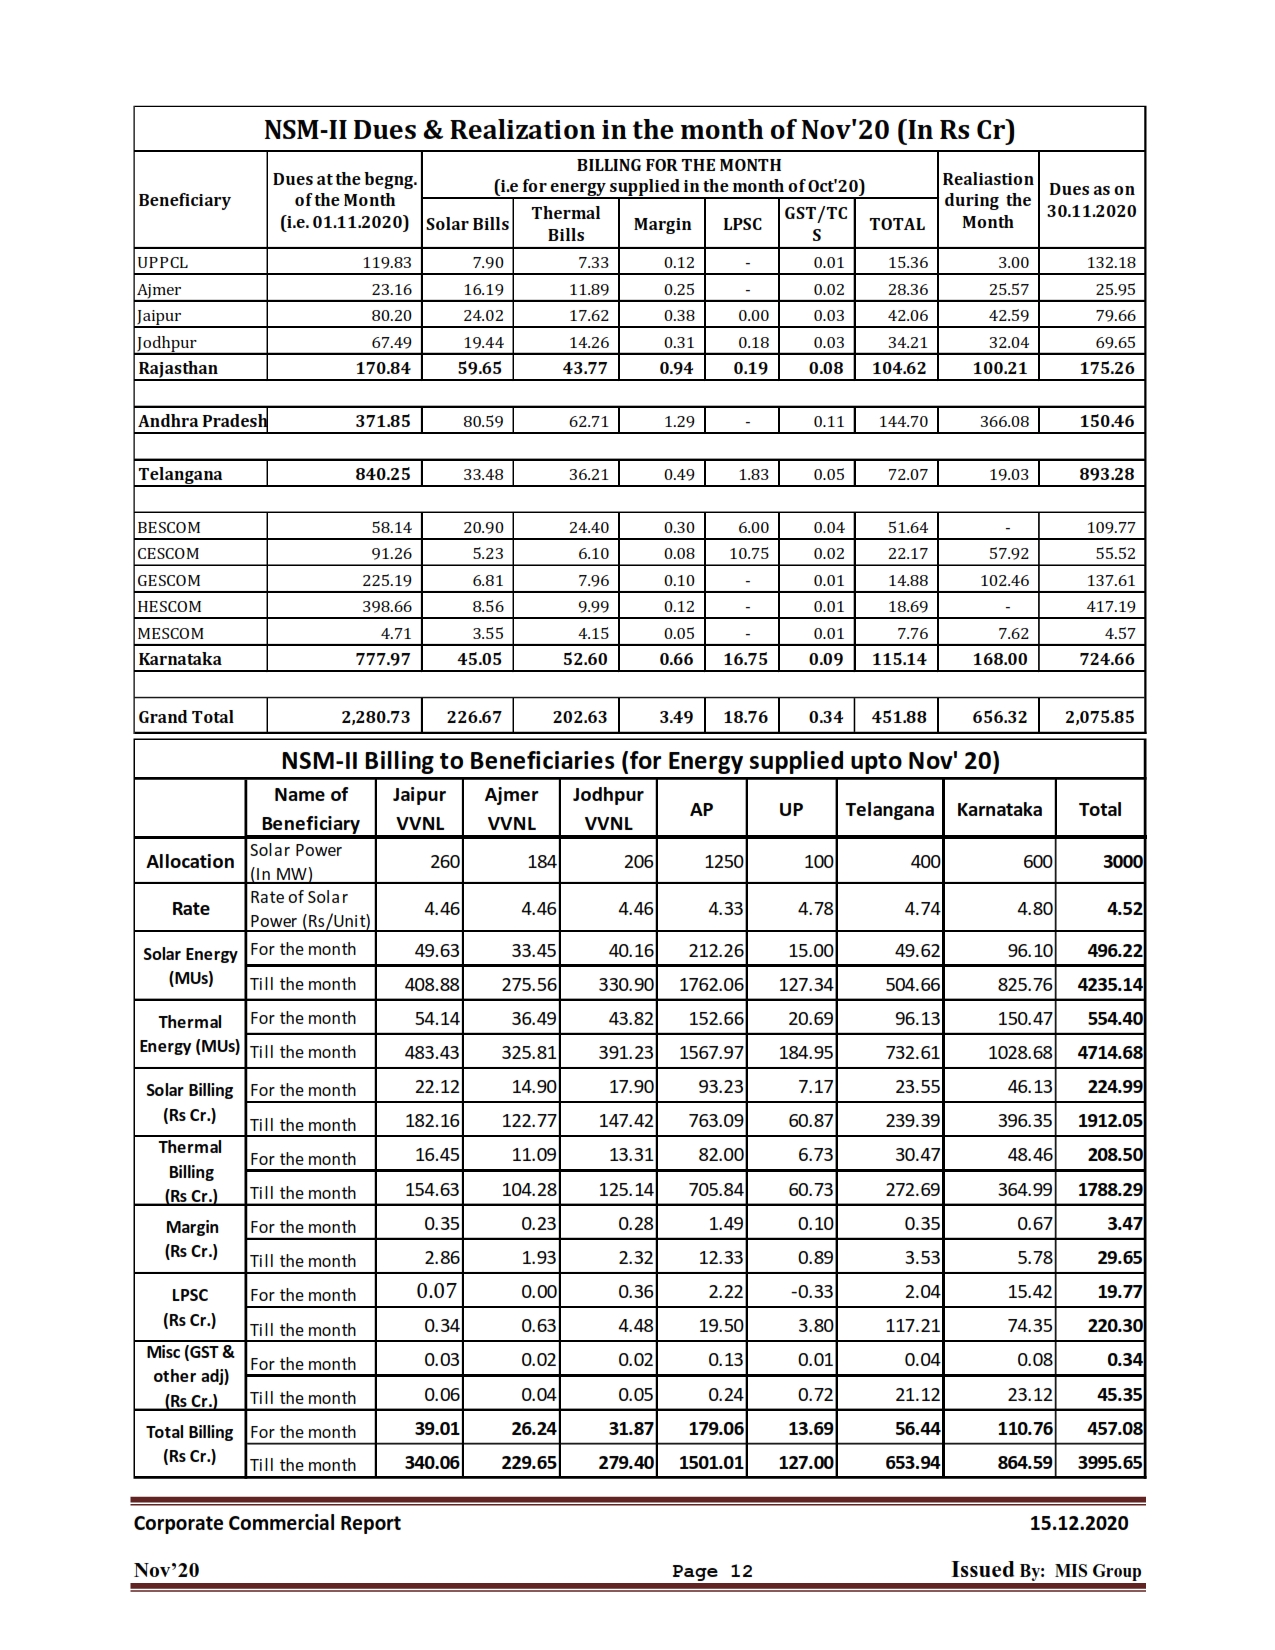 NSM-II Dues & Realization in the month of Nov'20 (In Rs Cr)
Beneficiary Dues at the begng. of the Month (i.e. 01.11.2020) BILLING FOR THE MONTH (i.e for energy supplied in the month of Oct'20) Realiastion during the Month Dues as on 30.11.2020
Solar Bills Thermal Bills Margin LPSC GST/TC S TOTAL
UPPCL 119.83 7.90 7.33 0.12 - 0.01 15.36 3.00 132.18
Ajmer 23.16 16.19 11.89 0.25 - 0.02 28.36 25.57 25.95
Jaipur 80.20 24.02 17.62 0.38 0.00 0.03 42.06 42.59 79.66
Jodhpur 67.49 19.44 14.26 0.31 0.18 0.03 34.21 32.04 69.65
Rajasthan 170.84 59.65 43.77 0.94 0.19 0.08 104.62 100.21 175.26
Andhra Pradesh 371.85 80.59 62.71 1.29 - 0.11 144.70 366.08 150.46
Telangana 840.25 33.48 36.21 0.49 1.83 0.05 72.07 19.03 893.28
BESCOM 58.14 20.90 24.40 0.30 6.00 0.04 51.64 - 109.77
CESCOM 91.26 5.23 6.10 0.08 10.75 0.02 22.17 57.92 55.52
GESCOM 225.19 6.81 7.96 0.10 - 0.01 14.88 102.46 137.61
HESCOM 398.66 8.56 9.99 0.12 - 0.01 18.69 - 417.19
MESCOM 4.71 3.55 4.15 0.05 - 0.01 7.76 7.62 4.57
Karnataka 777.97 45.05 52.60 0.66 16.75 0.09 115.14 168.00 724.66
Grand Total 2,280.73 226.67 202.63 3.49 18.76 0.34 451.88 656.32 2,075.85
NSM-II Billing to Beneficiaries (for Energy supplied upto Nov' 20)
Name of Beneficiary Jaipur VVNL Ajmer VVNL Jodhpur VVNL AP UP Telangana Karnataka Total
Allocation Solar Power (In MW) 260 184 206 1250 100 400 600 3000
Rate Rate of Solar Power (Rs/Unit) 4.46 4.46 4.46 4.33 4.78 4.74 4.80 4.52
Solar Energy (MUs) For the month 49.63 33.45 40.16 212.26 15.00 49.62 96.10 496.22
Till the month 408.88 275.56 330.90 1762.06 127.34 504.66 825.76 4235.14
Thermal Energy (MUs) For the month 54.14 36.49 43.82 152.66 20.69 96.13 150.47 554.40
Till the month 483.43 325.81 391.23 1567.97 184.95 732.61 1028.68 4714.68
Solar Billing (Rs Cr.) For the month 22.12 14.90 17.90 93.23 7.17 23.55 46.13 224.99
Till the month 182.16 122.77 147.42 763.09 60.87 239.39 396.35 1912.05
Thermal Billing (Rs Cr.) For the month 16.45 11.09 13.31 82.00 6.73 30.47 48.46 208.50
Till the month 154.63 104.28 125.14 705.84 60.73 272.69 364.99 1788.29
Margin (Rs Cr.) For the month 0.35 0.23 0.28 1.49 0.10 0.35 0.67 3.47
Till the month 2.86 1.93 2.32 12.33 0.89 3.53 5.78 29.65
LPSC (Rs Cr.) For the month 0.07 0.00 0.36 2.22 -0.33 2.04 15.42 19.77
Till the month 0.34 0.63 4.48 19.50 3.80 117.21 74.35 220.30
Misc (GST & other adj) (Rs Cr.) For the month 0.03 0.02 0.02 0.13 0.01 0.04 0.08 0.34
Till the month 0.06 0.04 0.05 0.24 0.72 21.12 23.12 45.35
Total Billing (Rs Cr.) For the month 39.01 26.24 31.87 179.06 13.69 56.44 110.76 457.08
Till the month 340.06 229.65 279.40 1501.01 127.00 653.94 864.59 3995.65
Corporate Commercial Report 15.12.2020
Nov’20 Page 12 Issued By: MIS Group